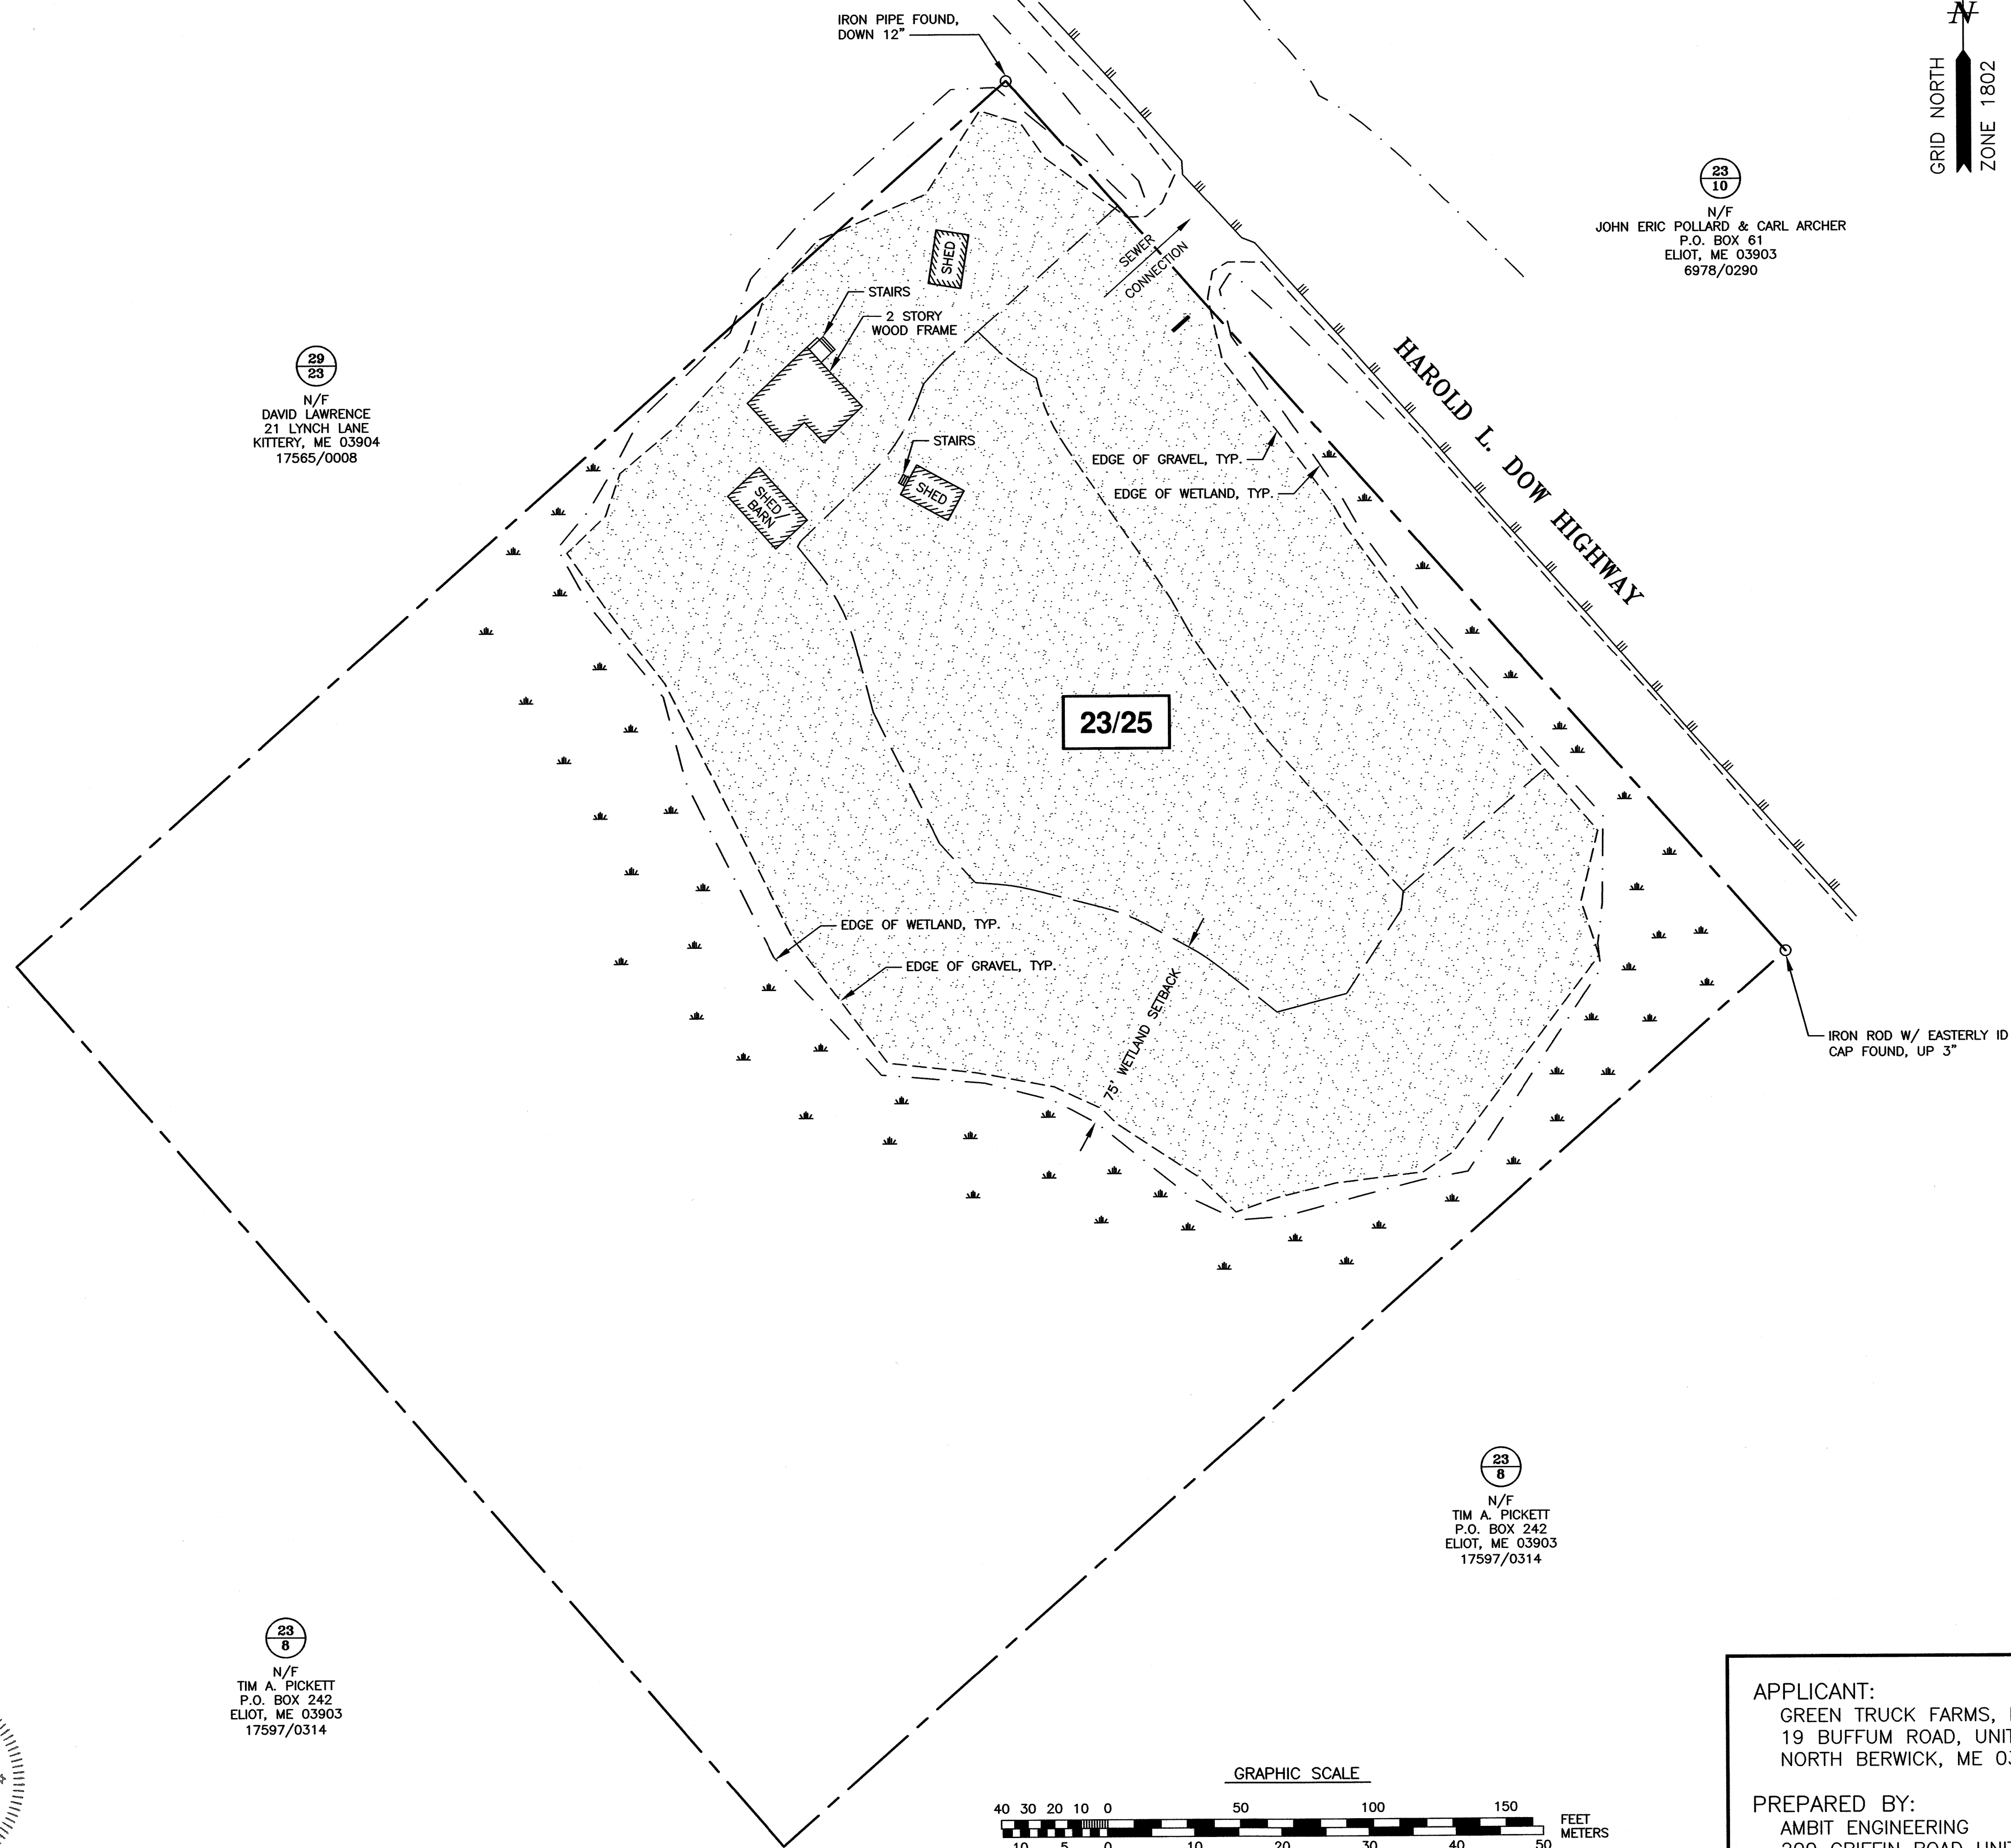 IRON PIPE FOUND,
DOWN 12"
N
GRID NORTH
ZONE 1802
23
10
N/F
JOHN ERIC POLLARD & CARL ARCHER
P.O. BOX 61
ELIOT, ME 03903
6978/0290
SEWER
CONNECTION
SHED
STAIRS
2 STORY
WOOD FRAME
29
23
N/F
DAVID LAWRENCE
21 LYNCH LANE
KITTERY, ME 03904
17565/0008
HAROLD L. DOW HIGHWAY
STAIRS
SHED
SHED/
BARN
EDGE OF GRAVEL, TYP.
EDGE OF WETLAND, TYP.
23/25
EDGE OF WETLAND, TYP.
EDGE OF GRAVEL, TYP.
75' WETLAND SETBACK
IRON ROD W/ EASTERLY ID
CAP FOUND, UP 3"
23
8
N/F
TIM A. PICKETT
P.O. BOX 242
ELIOT, ME 03903
17597/0314
23
8
N/F
TIM A. PICKETT
P.O. BOX 242
ELIOT, ME 03903
17597/0314
APPLICANT:
GREEN TRUCK FARMS,
19 BUFFUM ROAD, UNIT
NORTH BERWICK, ME
PREPARED BY:
AMBIT ENGINEERING
200 GRIFFIN ROAD, UNIT
GRAPHIC SCALE
40 30 20 10 0 50 100 150
FEET
METERS
10 5 0 10 20 30 40 50